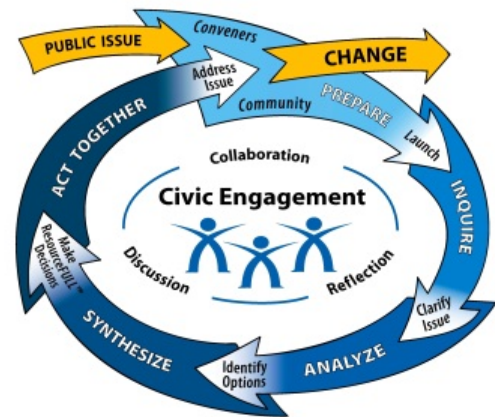 PUBLIC ISSUE
Conveners
CHANGE
Address
Issue
Community
PREPARE
Launch
INQUIRE
Clarify
Issue
ANALYZE
Identify
Options
SYNTHESIZE
Make
ResourceFULL™
Decisions
ACT TOGETHER
Collaboration
Civic Engagement
Discussion
Reflection